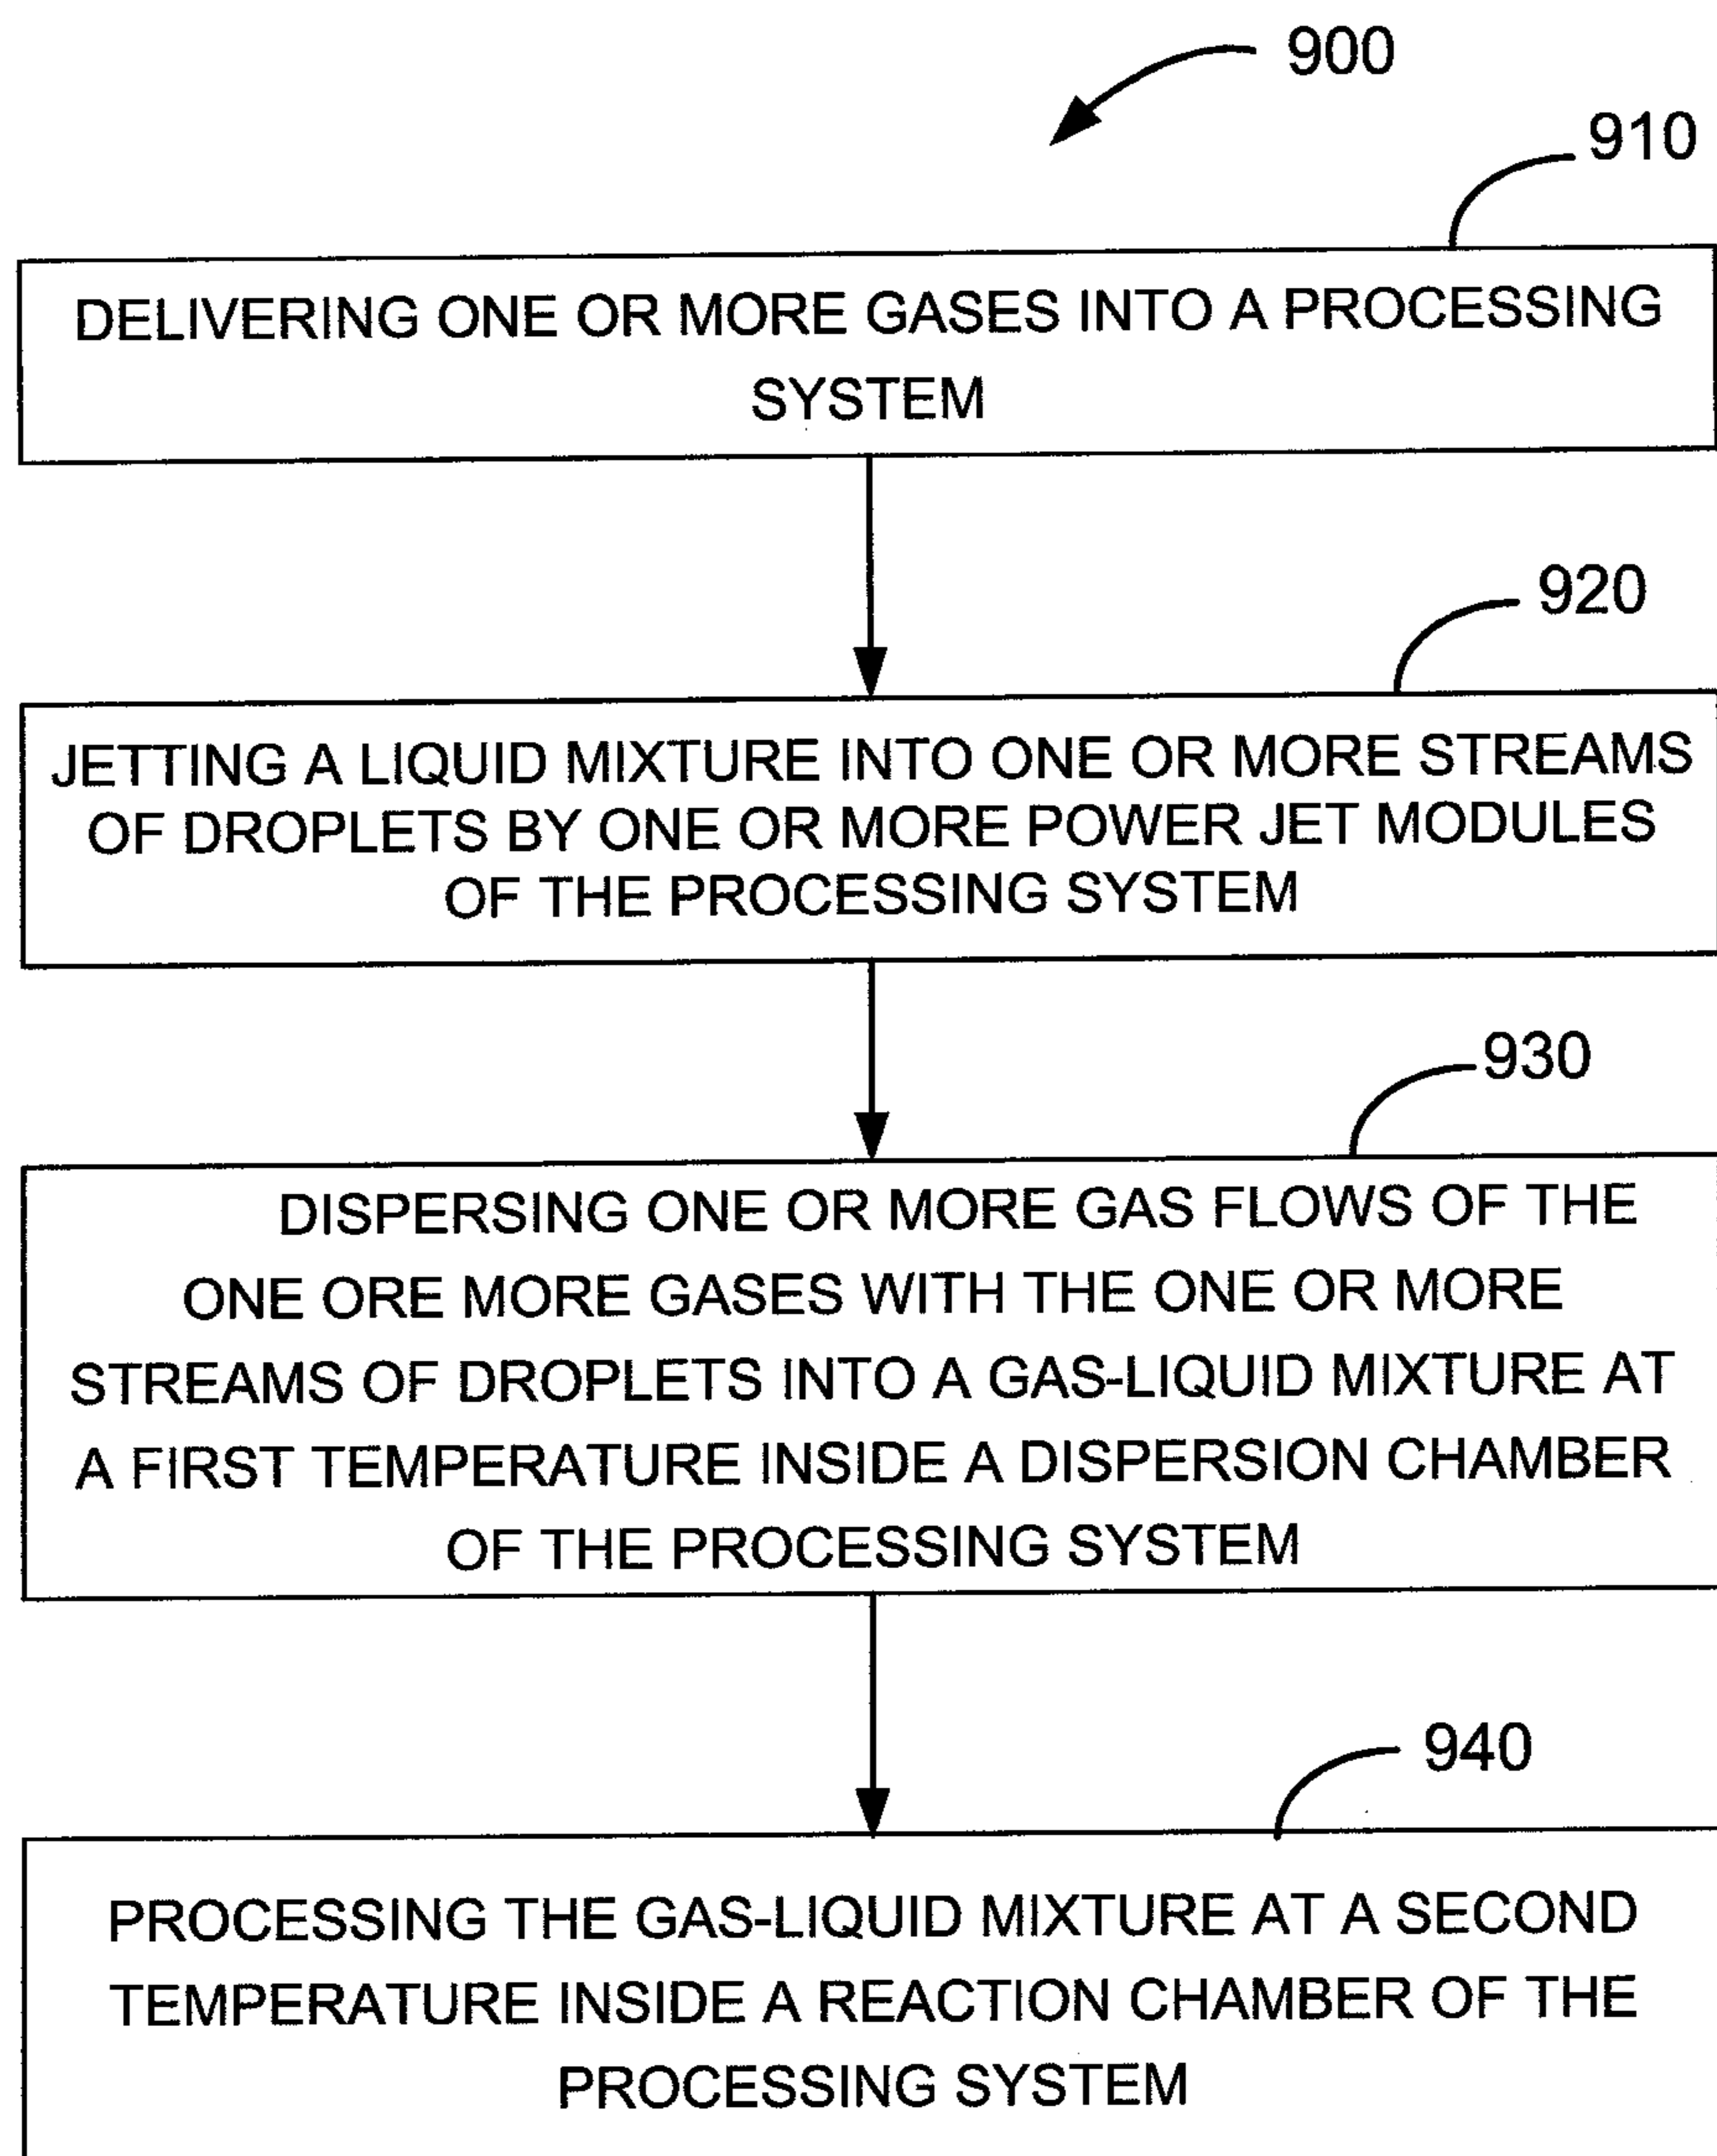 900
910
DELIVERING ONE OR MORE GASES INTO A PROCESSING
SYSTEM
920
JETTING A LIQUID MIXTURE INTO ONE OR MORE STREAMS
OF DROPLETS BY ONE OR MORE POWER JET MODULES
OF THE PROCESSING SYSTEM
930
DISPERSING ONE OR MORE GAS FLOWS OF THE
ONE ORE MORE GASES WITH THE ONE OR MORE
STREAMS OF DROPLETS INTO A GAS-LIQUID MIXTURE AT
A FIRST TEMPERATURE INSIDE A DISPERSION CHAMBER
OF THE PROCESSING SYSTEM
940
PROCESSING THE GAS-LIQUID MIXTURE AT A SECOND
TEMPERATURE INSIDE A REACTION CHAMBER OF THE
PROCESSING SYSTEM